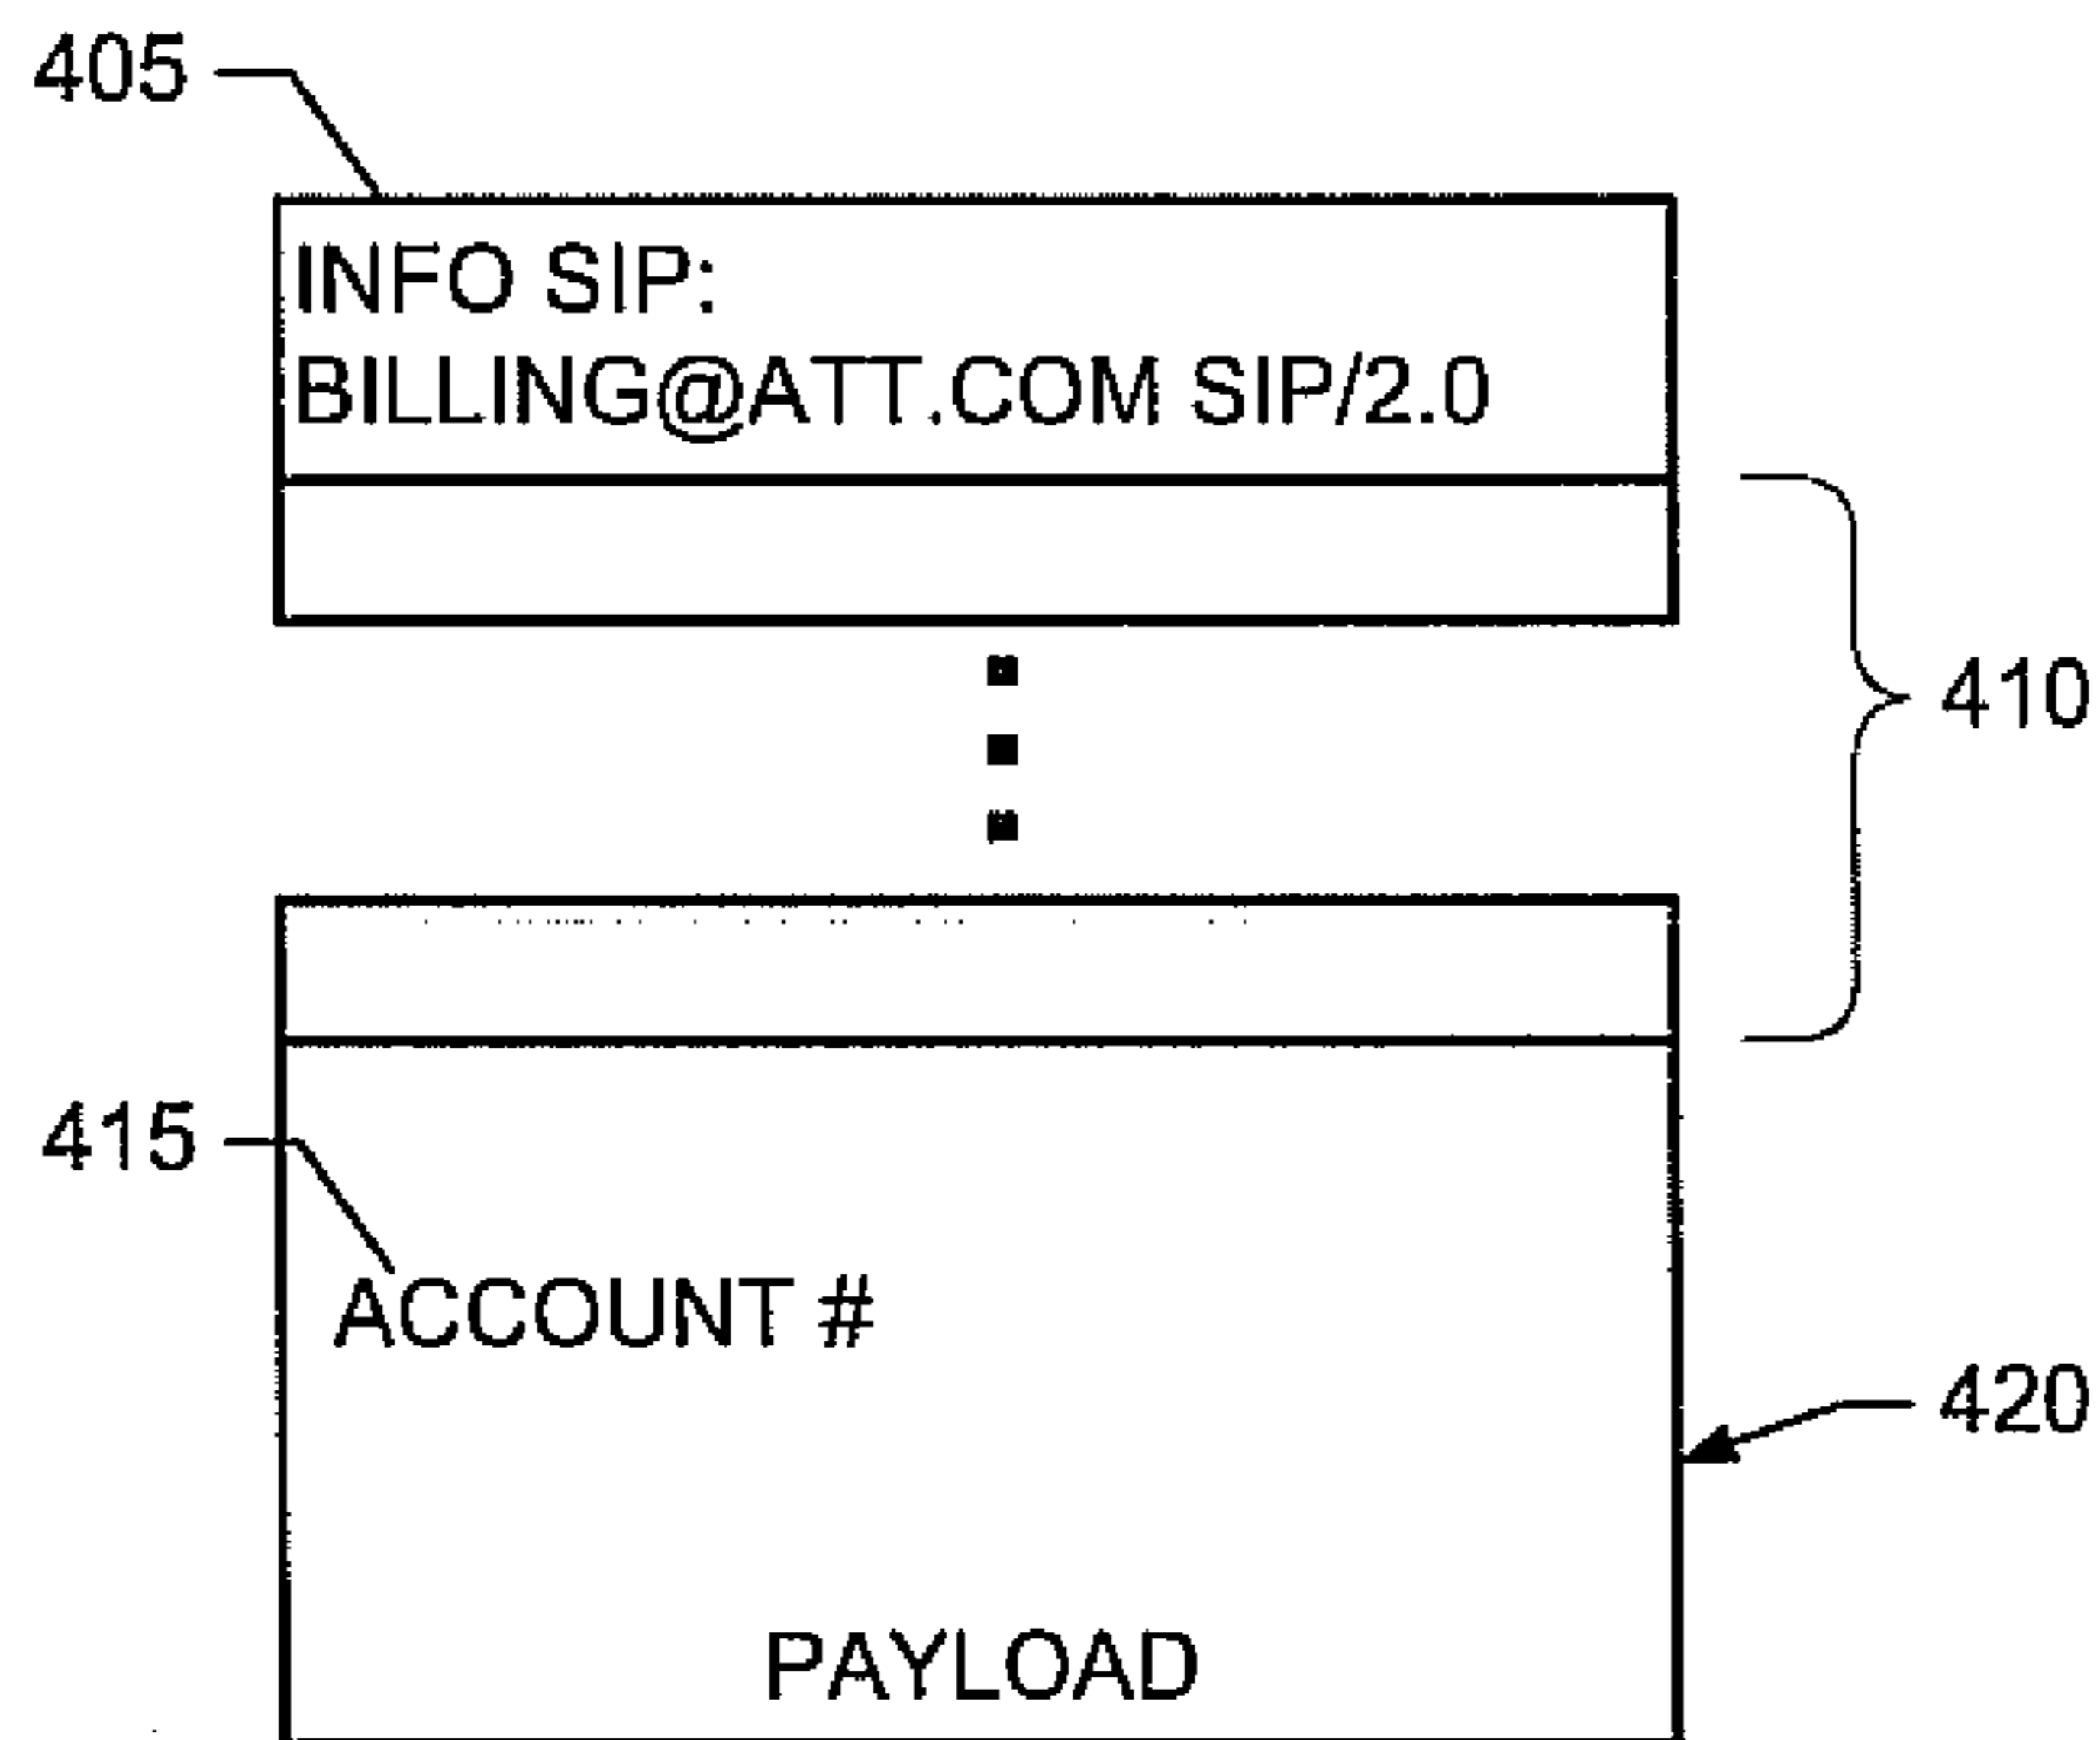 405
INFO SIP:
BILLING@ATT.COM SIP/2.0
410
415
ACCOUNT #
420
PAYLOAD